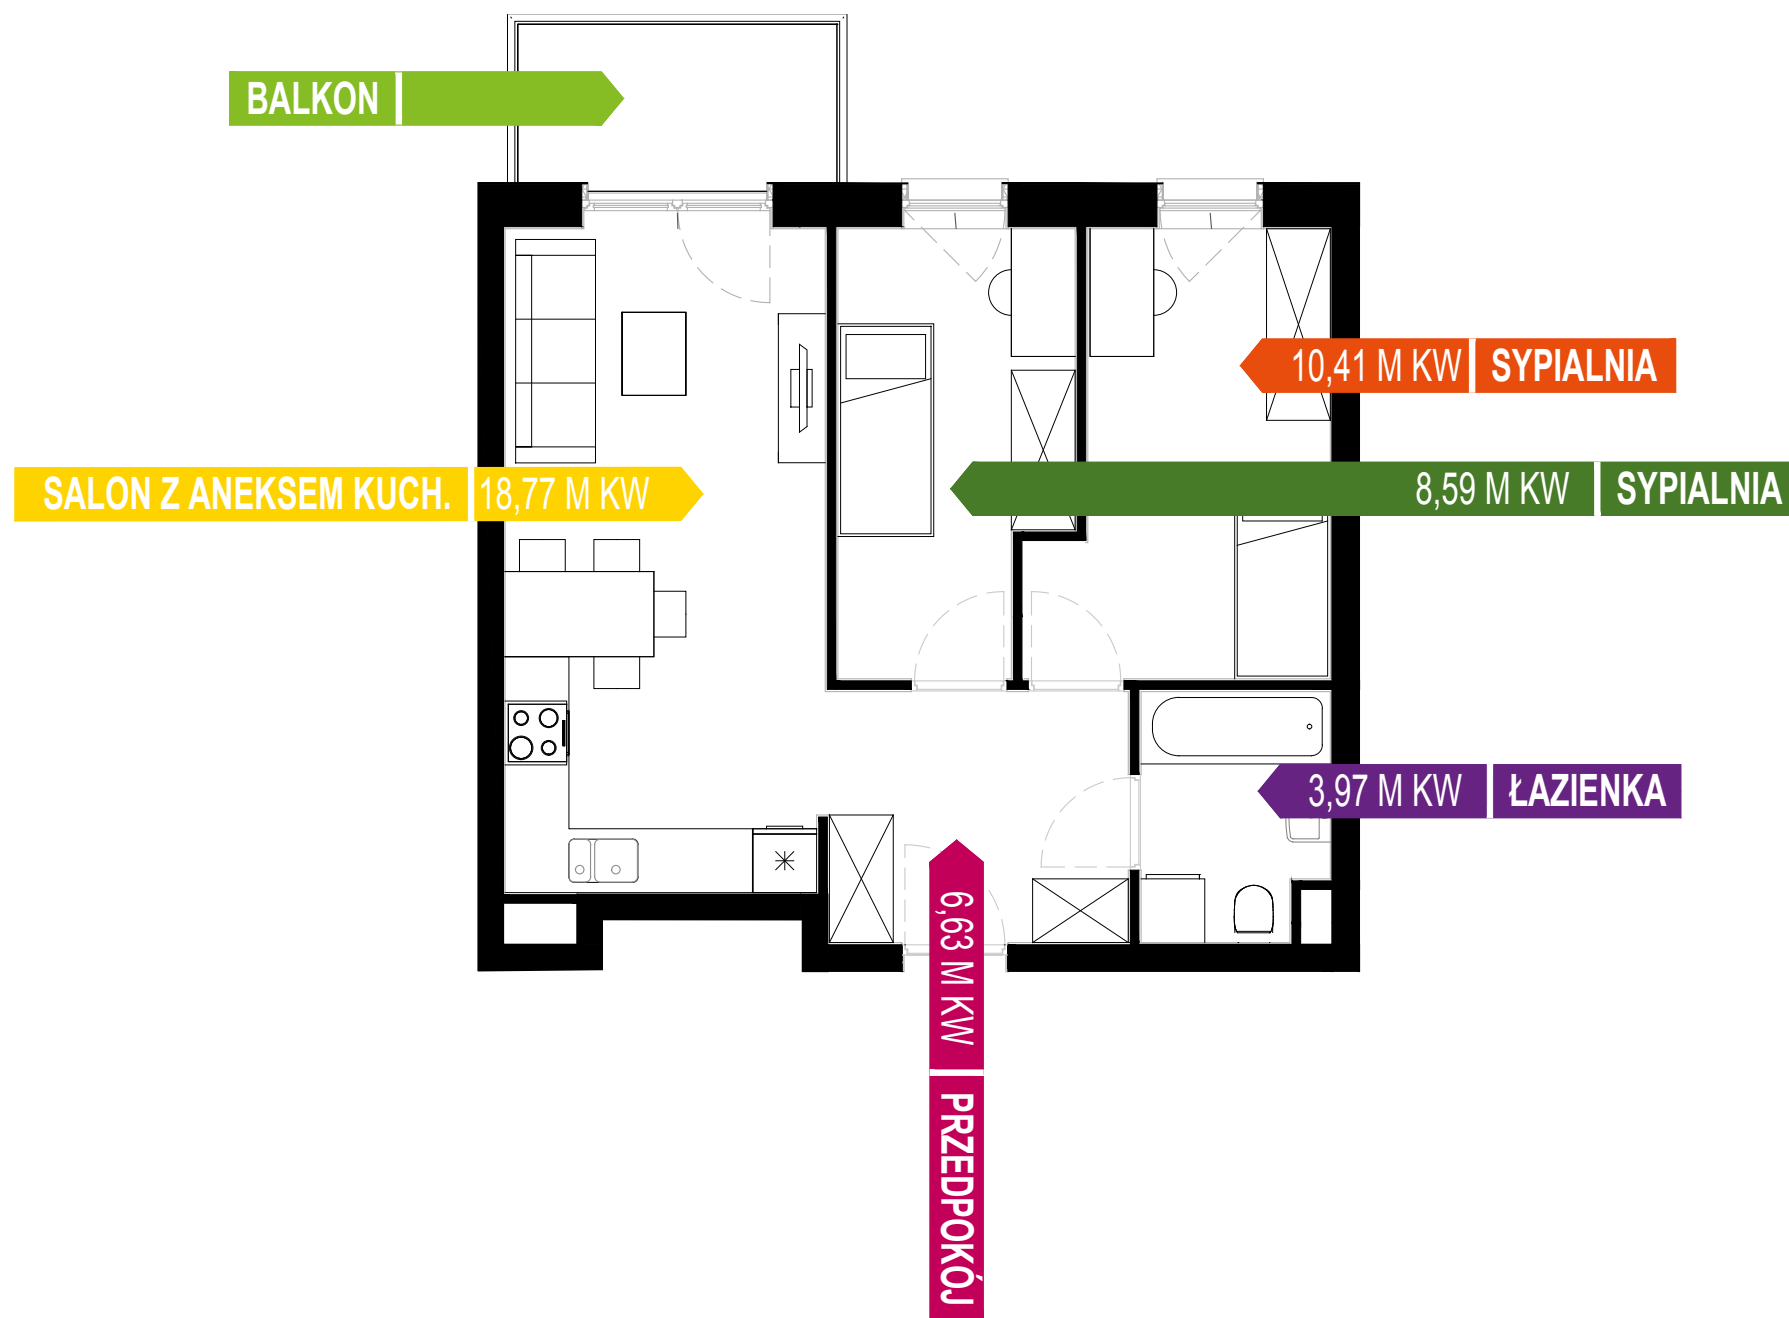 BALKON
10,41 M KW SYPIALNIA
SALON Z ANEKSEM KUCH. 18,77 M KW
8,59 M KW SYPIALNIA
3,97 M KW ŁAZIENKA
6,63 M KW PRZEDPOKÓJ